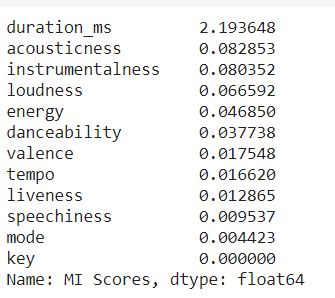 duration_ms 2.193648
acousticness 0.082853
instrumentalness 0.080352
loudness 0.066592
energy 0.046850
danceability 0.037738
valence 0.017548
tempo 0.016620
liveness 0.012865
speechiness 0.009537
mode 0.004423
key 0.000000
Name: MI Scores, dtype: float64